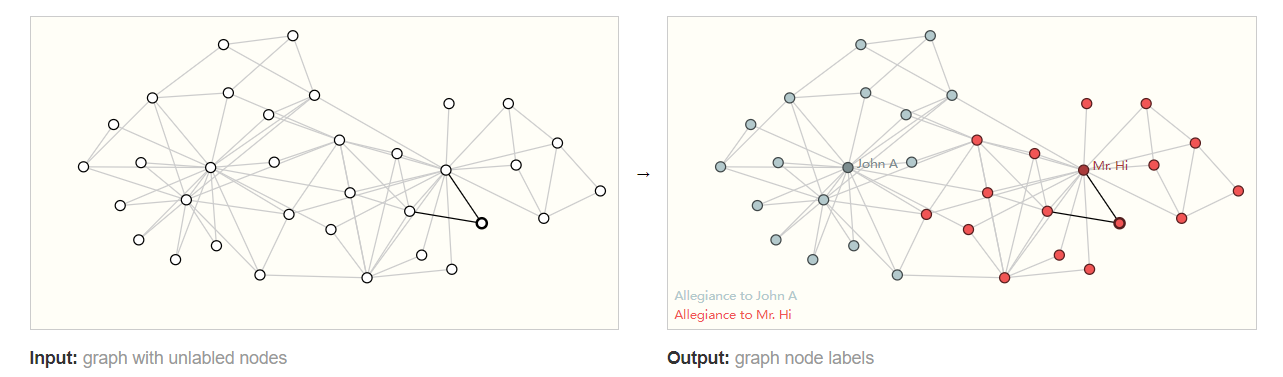 John A
Mr. Hi
→
Allegiance to John A
Allegiance to Mr. Hi
Input: graph with unlabled nodes
Output: graph node labels